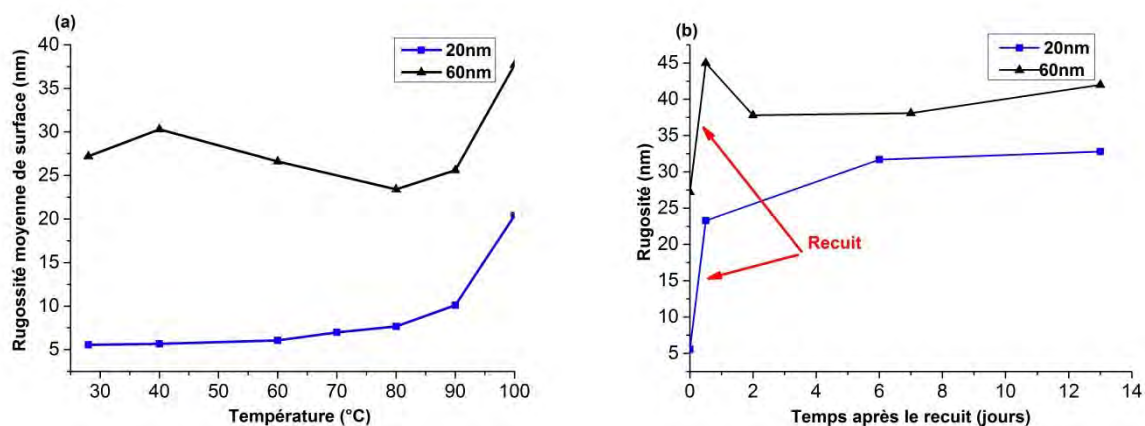 (a)
20nm
60nm
Rugossité moyenne de surface (nm)
40
35
30
25
20
15
10
5
30 40 50 60 70 80 90 100
Température (°C)
(b)
20nm
60nm
Rugosité (nm)
45
40
35
30
25
20
15
10
5
Recuit
0 2 4 6 8 10 12 14
Temps après le recuit (jours)